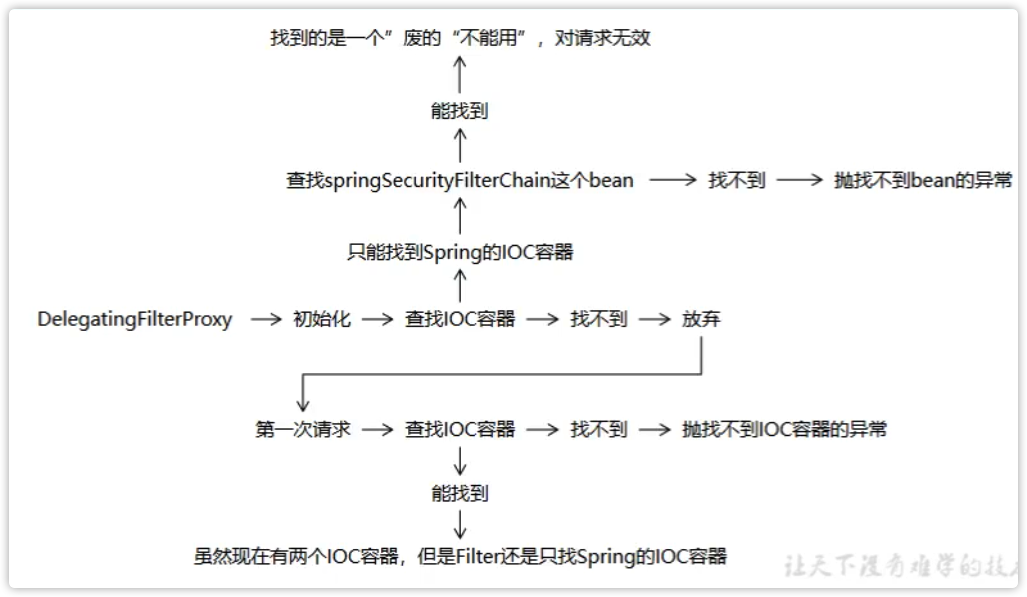 找到的是一个”废的“不能用”，对请求无效
能找到
查找springSecurityFilterChain这个bean 找不到 抛找不到bean的异常
只能找到Spring的IOC容器
DelegatingFilterProxy 初始化 查找IOC容器 找不到 放弃
第一次请求 查找IOC容器 找不到 抛找不到IOC容器的异常
能找到
虽然现在有两个IOC容器，但是Filter还是只找Spring的IOC容器
让天下没有难学的技